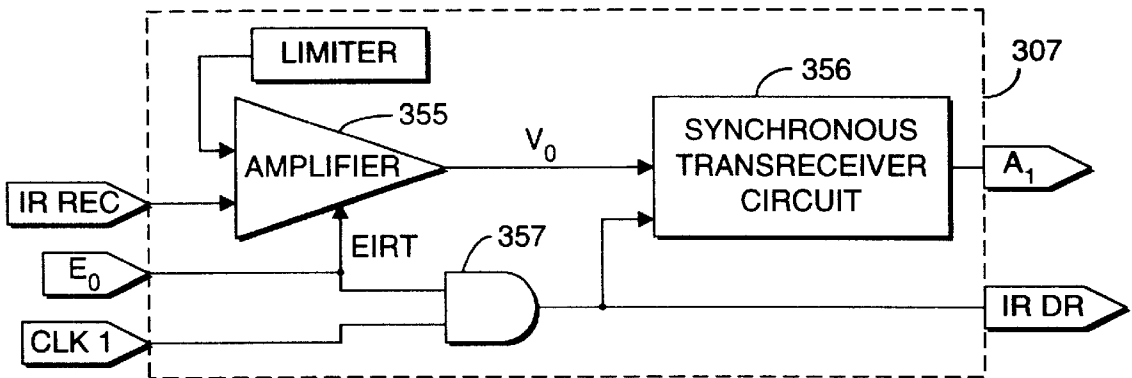 LIMITER
355
AMPLIFIER
V₀
356
SYNCHRONOUS
TRANSRECEIVER
CIRCUIT
307
A₁
IR REC
EIRT
357
E₀
CLK 1
IR DR